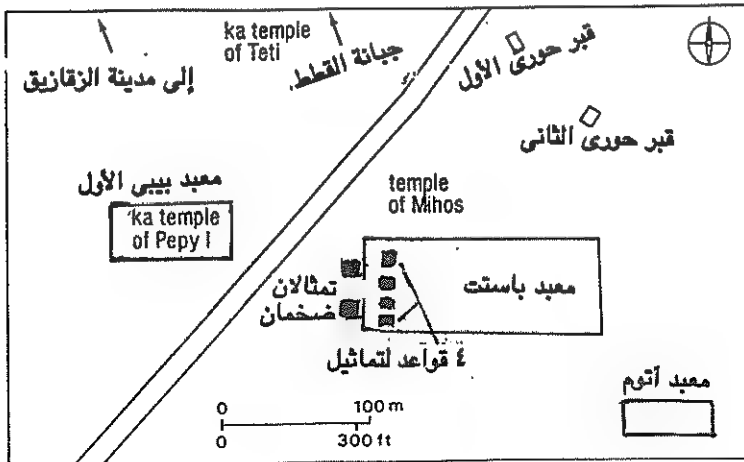 ka temple
of Teti
إلى مدينة الزقازيق
جبانة القطط
قبر حورى الأول
قبر حورى الثانى
معبد بيبى الأول
ka temple
of Pepy I
temple
of Mihos
تمثالان
ضخمان
معبد باستت
٤ قواعد لتماثيل
معبد أتوم
0 100 m
0 300 ft